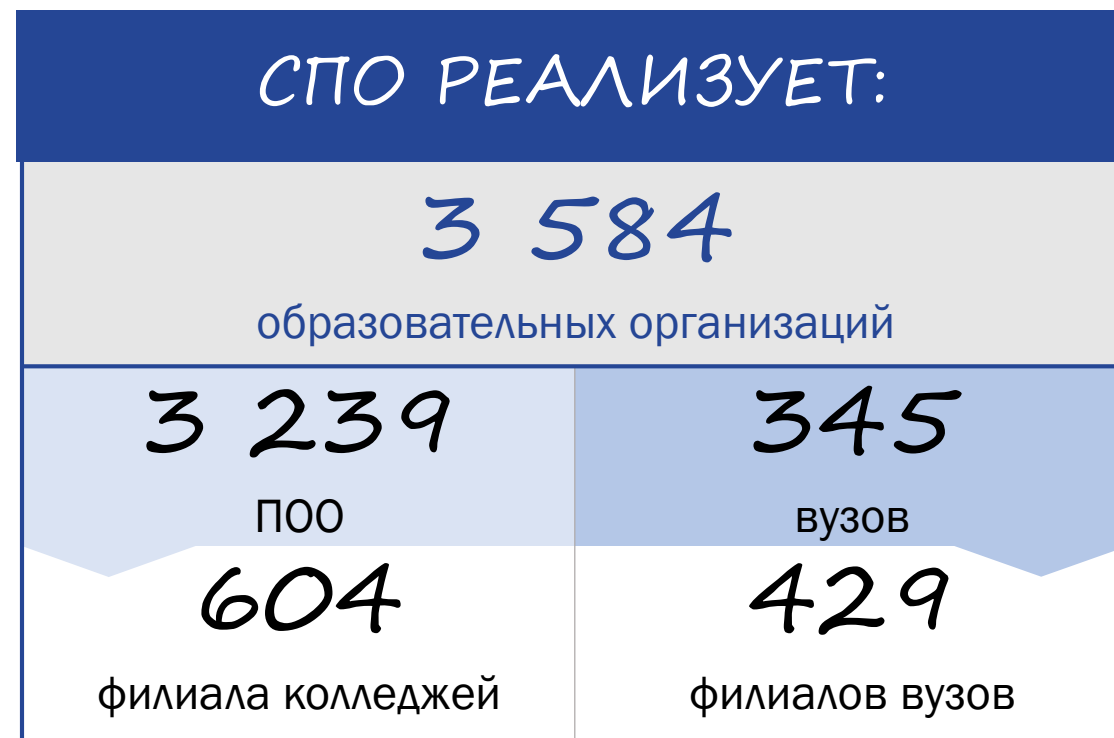 СПО РЕАЛИЗУЕТ:
3 584
образовательных организаций
3 239
ПОО
345
вузов
604
филиала колледжей
429
филиалов вузов